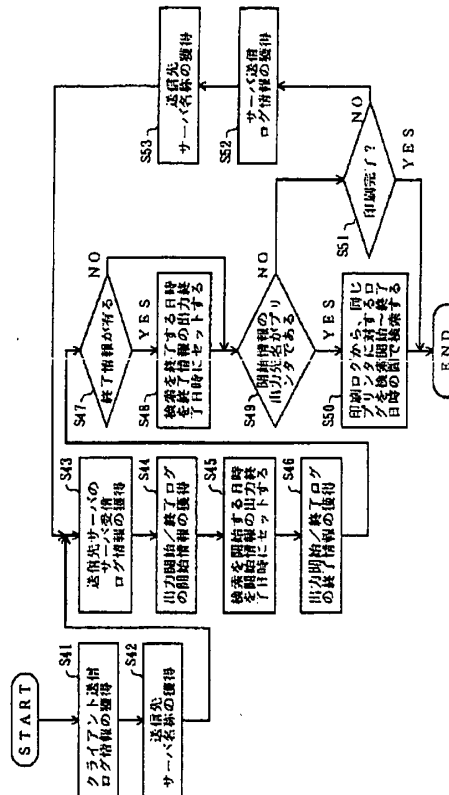 START
S41
クライアント送信
ログ情報の獲得
S42
送信先
サーバ名称の獲得
S43
送信先サーバの
サーバ受信
ログ情報の獲得
S44
出力開始/終了ログ
の開始情報の獲得
S45
検索を開始する日時
を開始情報の出力終
了日時にセットする
S46
出力開始/終了ログ
の終了情報の獲得
S47
終了情報が有る
NO
YES
S48
検索を終了する日時
を終了情報の出力終
了日時にセットする
S49
開始情報の
出力先名がプリ
ンタである
NO
YES
S50
印刷ログから、同じ
プリンタに対するロ
グを検索開始~終了
日時の間で検索する
S51
印刷完了?
NO
YES
S52
サーバ送信
ログ情報の獲得
S53
送信先
サーバ名称の獲得
END